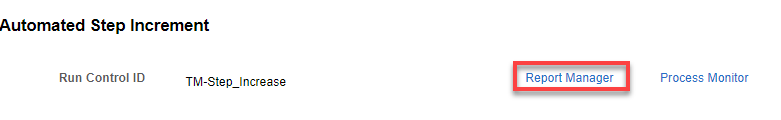 Automated Step Increment
Run Control ID TM-Step_Increase Report Manager Process Monitor